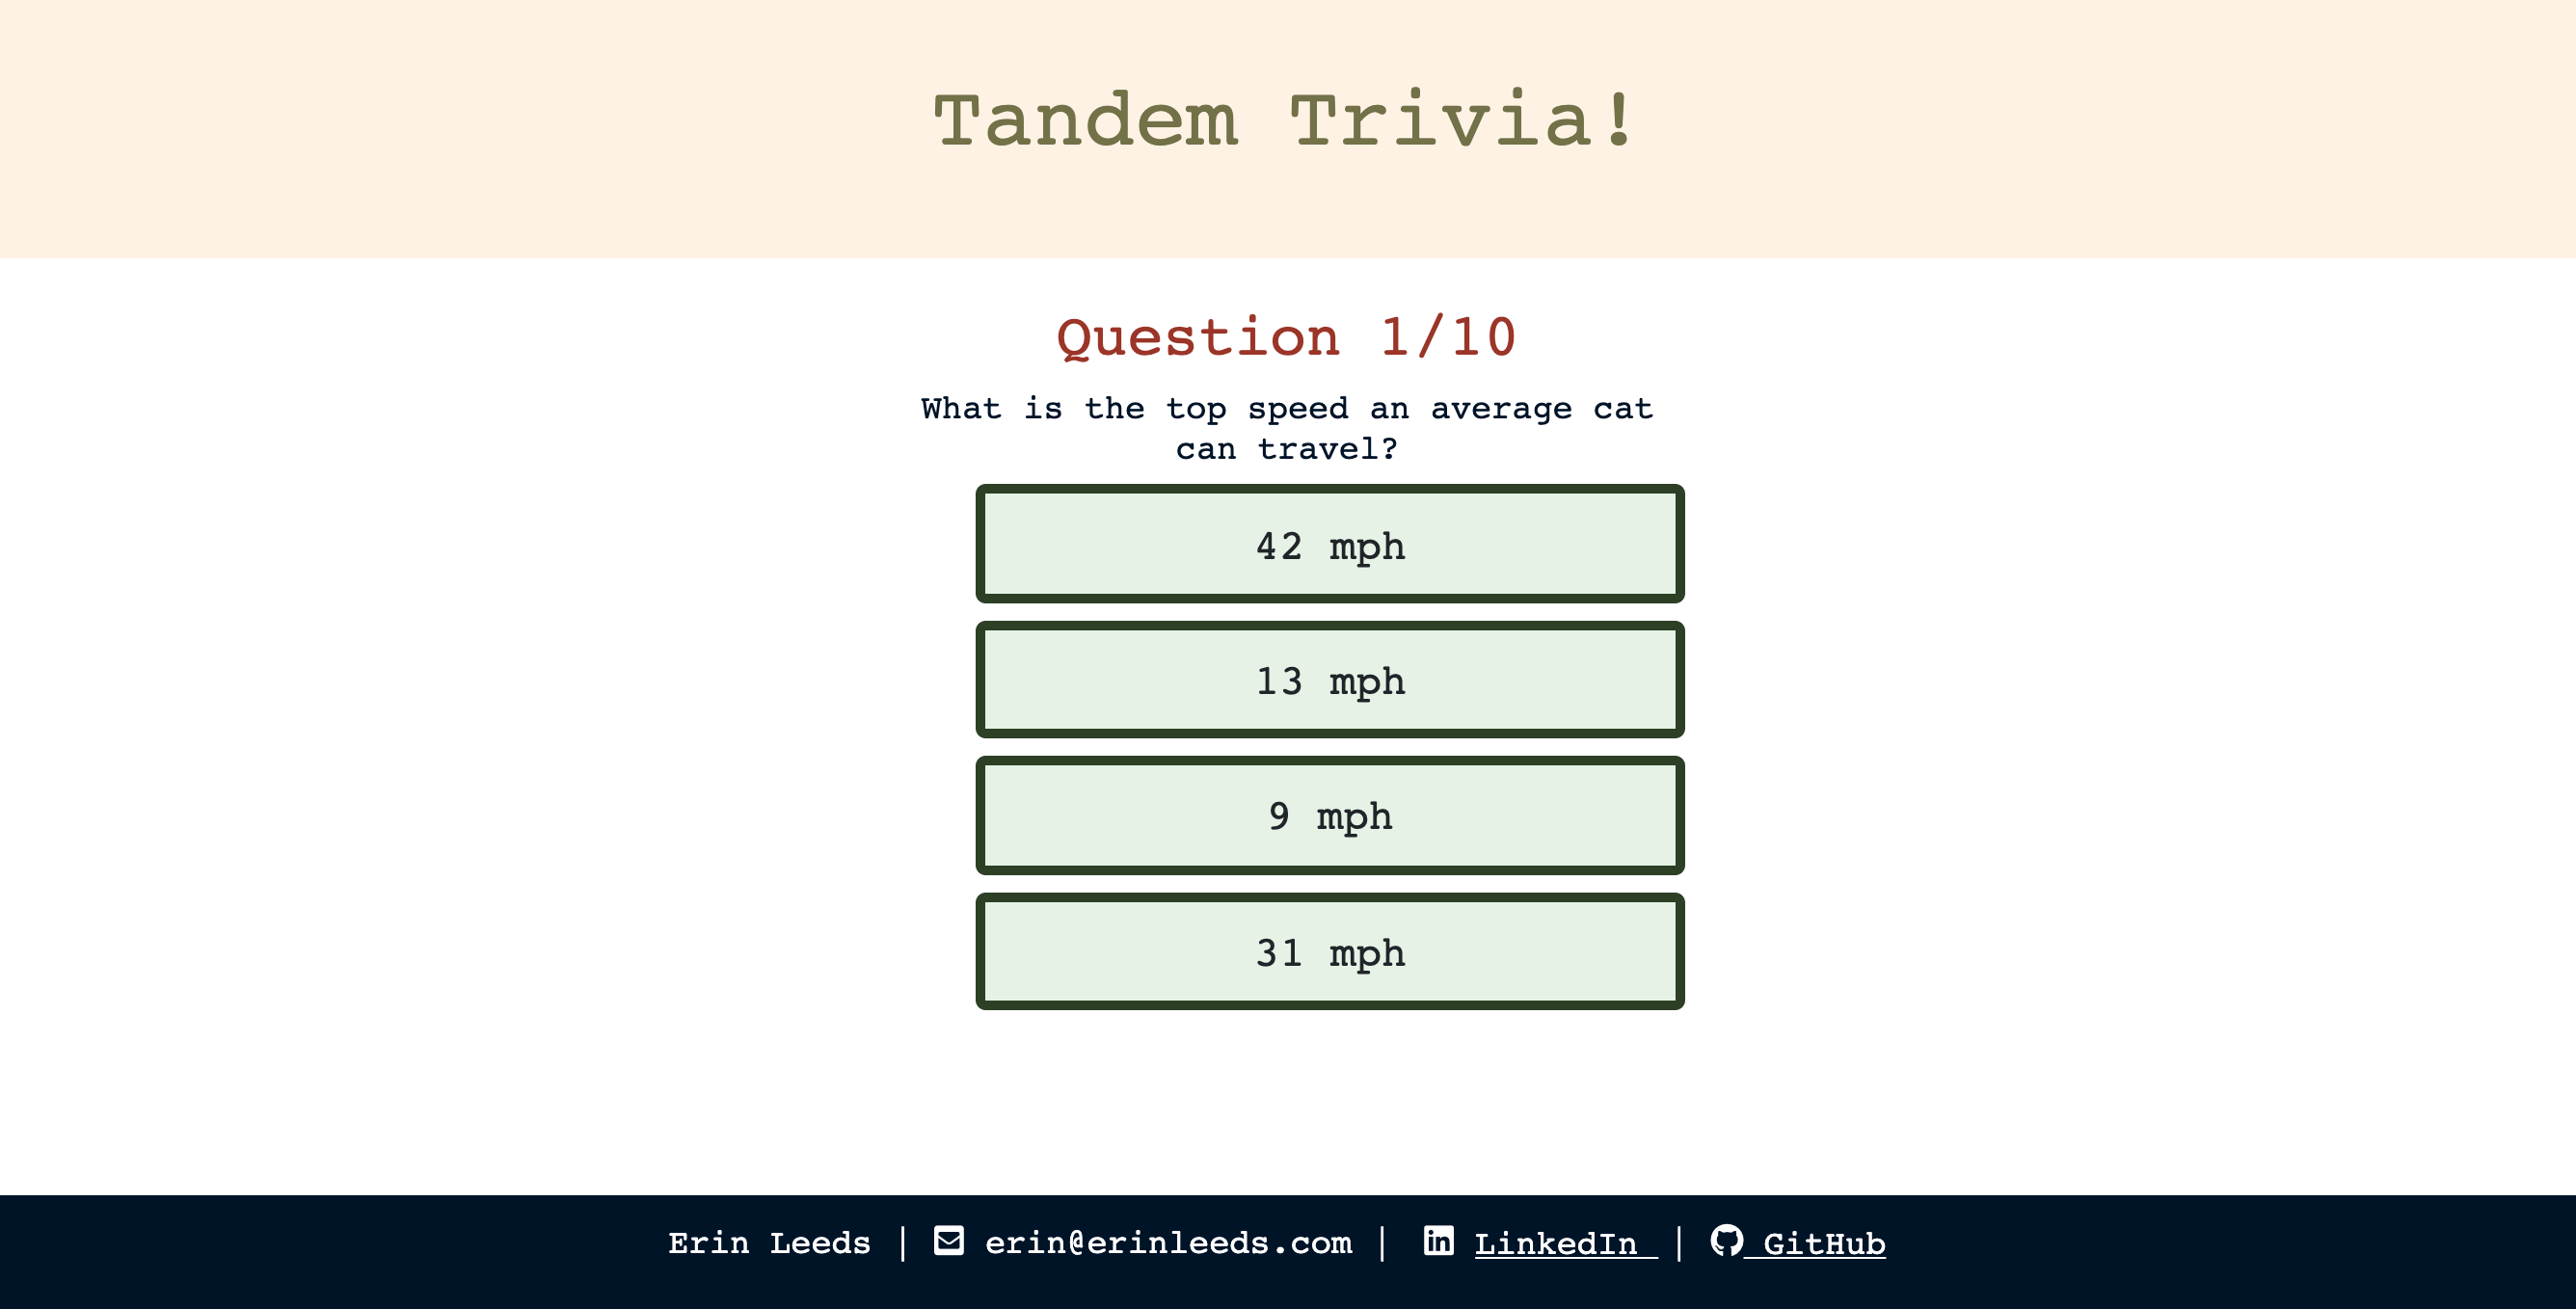 Tandem Trivia!
Question 1/10
What is the top speed an average cat
can travel?
42 mph
13 mph
9 mph
31 mph
Erin Leeds | erin@erinleeds.com | LinkedIn | GitHub